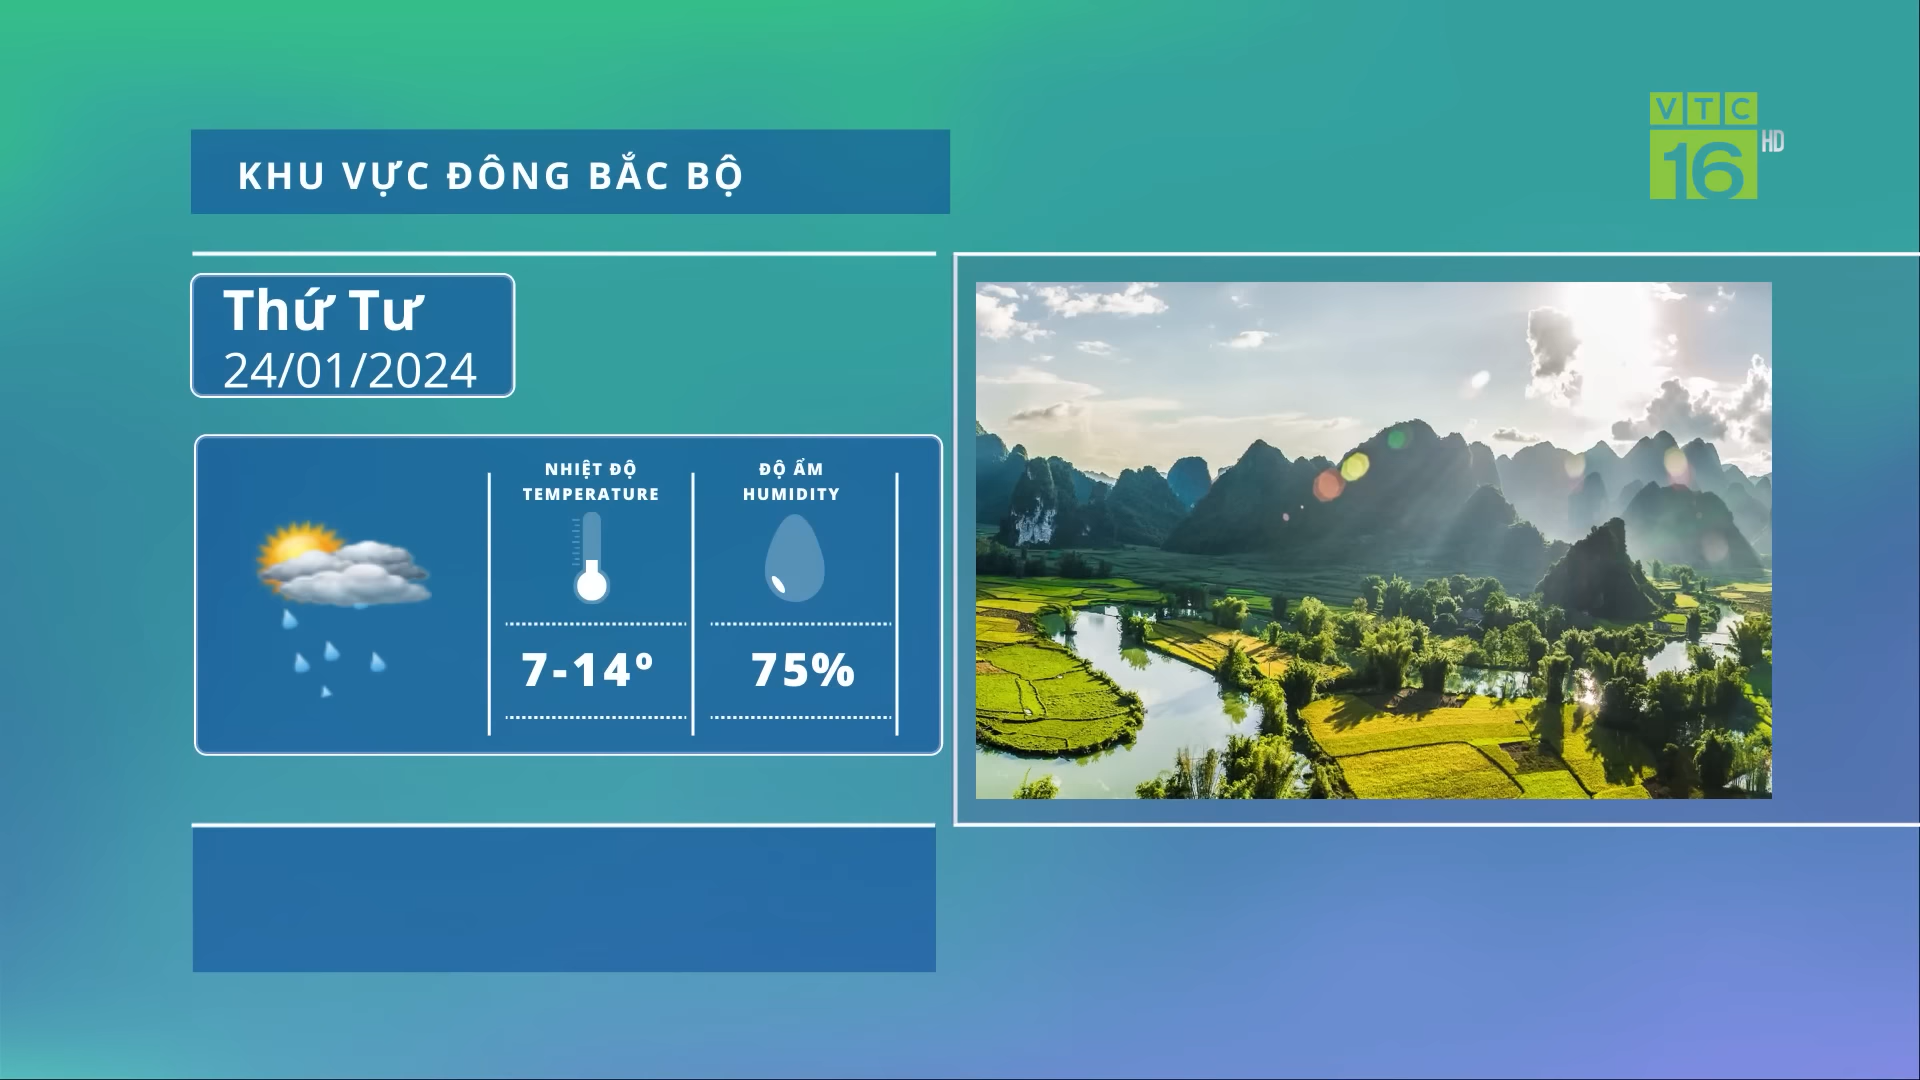 VTC
16 HD
KHU VỰC ĐÔNG BẮC BỘ
Thứ Tư
24/01/2024
NHIỆT ĐỘ
TEMPERATURE
7-14º
ĐỘ ẨM
HUMIDITY
75%